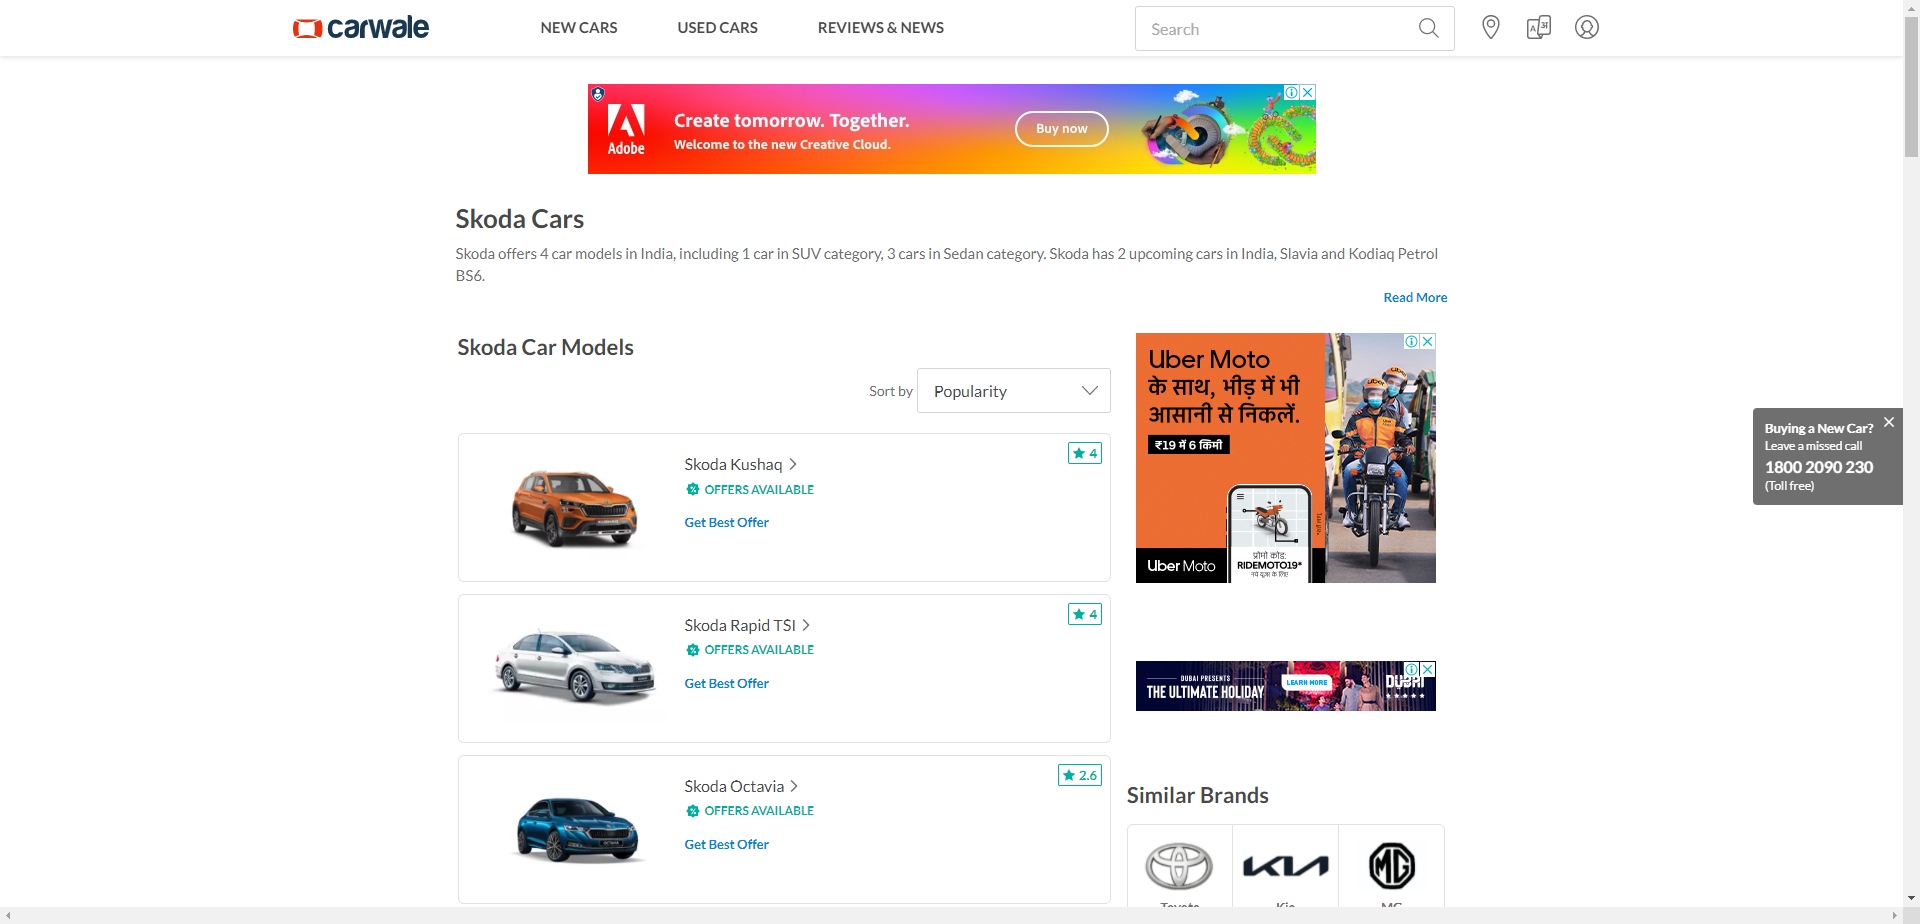 carwale
NEW CARS
USED CARS
REVIEWS & NEWS
Search
Adobe
Create tomorrow. Together.
Welcome to the new Creative Cloud.
Buy now
Skoda Cars
Skoda offers 4 car models in India, including 1 car in SUV category, 3 cars in Sedan category. Skoda has 2 upcoming cars in India, Slavia and Kodiaq Petrol
BS6.
Read More
Skoda Car Models
Sort by
Popularity
Skoda Kushaq
4
OFFERS AVAILABLE
Get Best Offer
Skoda Rapid TSI
4
OFFERS AVAILABLE
Get Best Offer
Skoda Octavia
2.6
OFFERS AVAILABLE
Get Best Offer
Uber Moto
के साथ, भीड़ में भी
आसानी से निकलें.
₹19 में 6 किमी
प्रोमो कोड:
RIDEMOTO19*
नये यूज़र के लिए
Uber Moto
Buying a New Car?
Leave a missed call
1800 2090 230
(Toll free)
DUBAI PRESENTS
THE ULTIMATE HOLIDAY
LEARN MORE
DUBAI
Similar Brands
KIA
MG
Toyota
Kia
MG